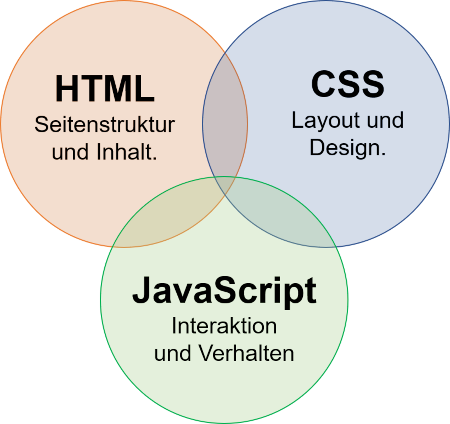 HTML
Seitenstruktur
und Inhalt.
CSS
Layout und
Design.
JavaScript
Interaktion
und Verhalten